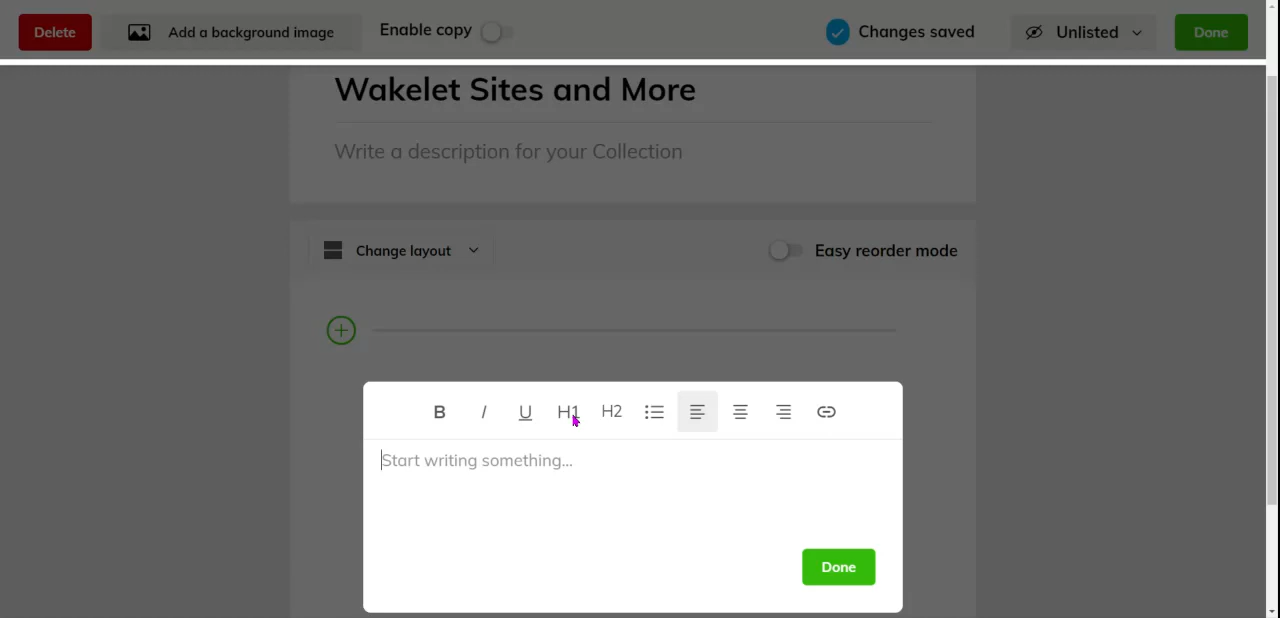 Delete Add a background image Enable copy Changes saved Unlisted Done
Wakelet Sites and More
Write a description for your Collection
Change layout Easy reorder mode
B I U H1 H2
Start writing something...
Done